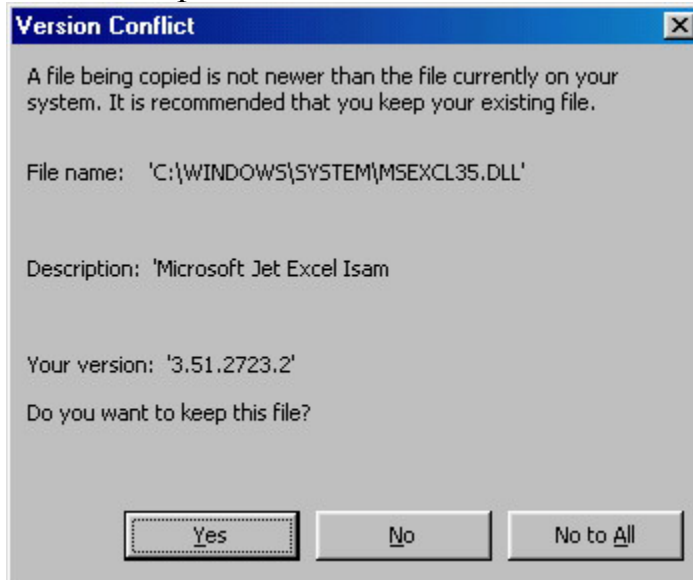 Version Conflict
A file being copied is not newer than the file currently on your
system. It is recommended that you keep your existing file.
File name: 'C:\WINDOWS\SYSTEM\MSEXCL35.DLL'
Description: 'Microsoft Jet Excel Isam
Your version: '3.51.2723.2'
Do you want to keep this file?
Yes No No to All